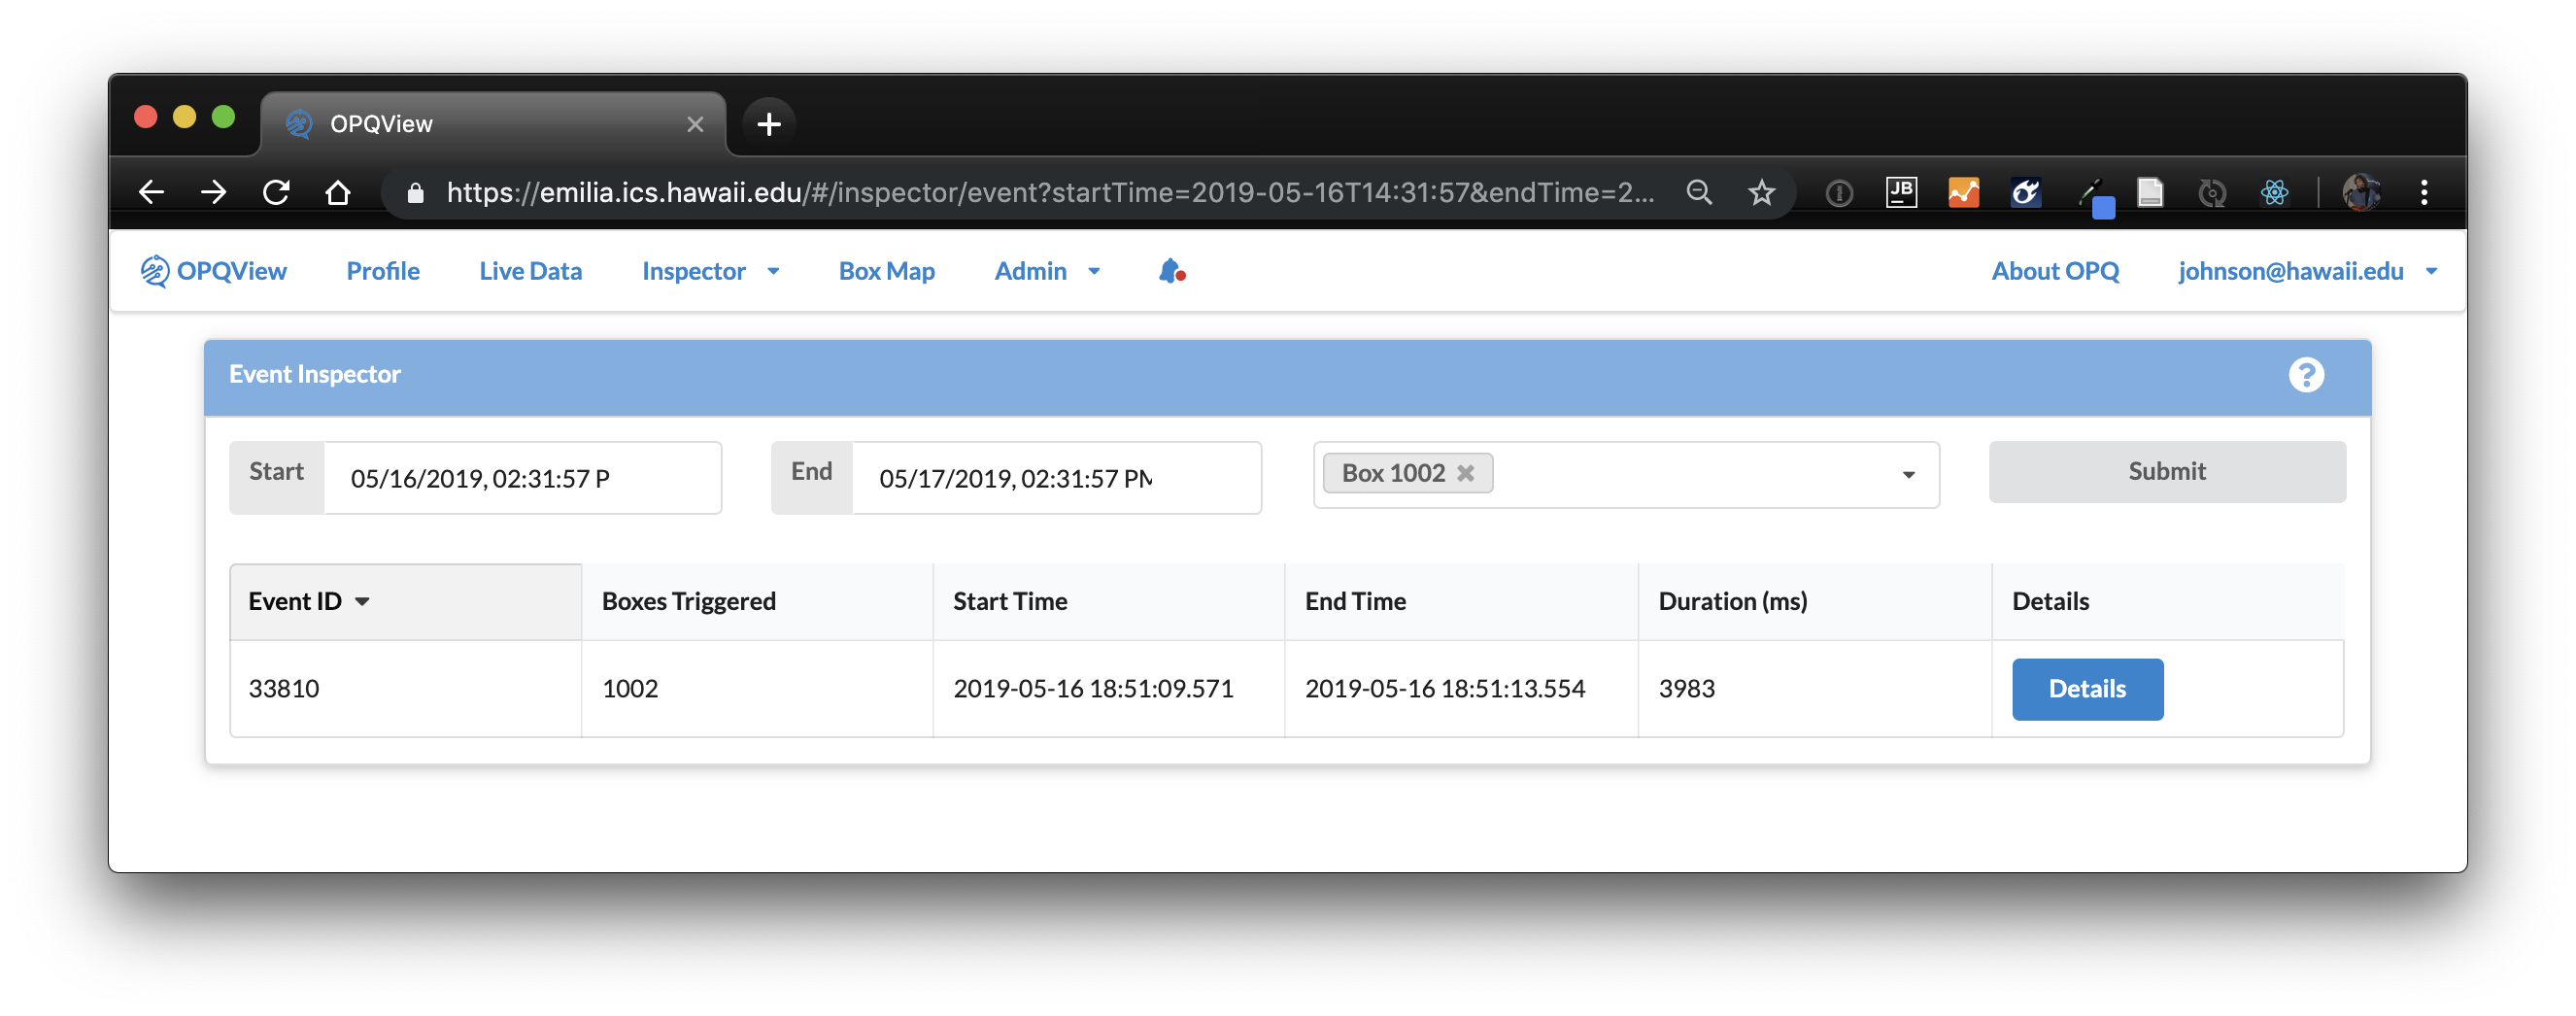 OPQView
https://emilia.ics.hawaii.edu/#/inspector/event?startTime=2019-05-16T14:31:57&endTime=2...
JB
OPQView Profile Live Data Inspector Box Map Admin About OPQ johnson@hawaii.edu
Event Inspector
Start 05/16/2019, 02:31:57 P End 05/17/2019, 02:31:57 PM Box 1002 Submit
Event ID Boxes Triggered Start Time End Time Duration (ms) Details
33810 1002 2019-05-16 18:51:09.571 2019-05-16 18:51:13.554 3983 Details